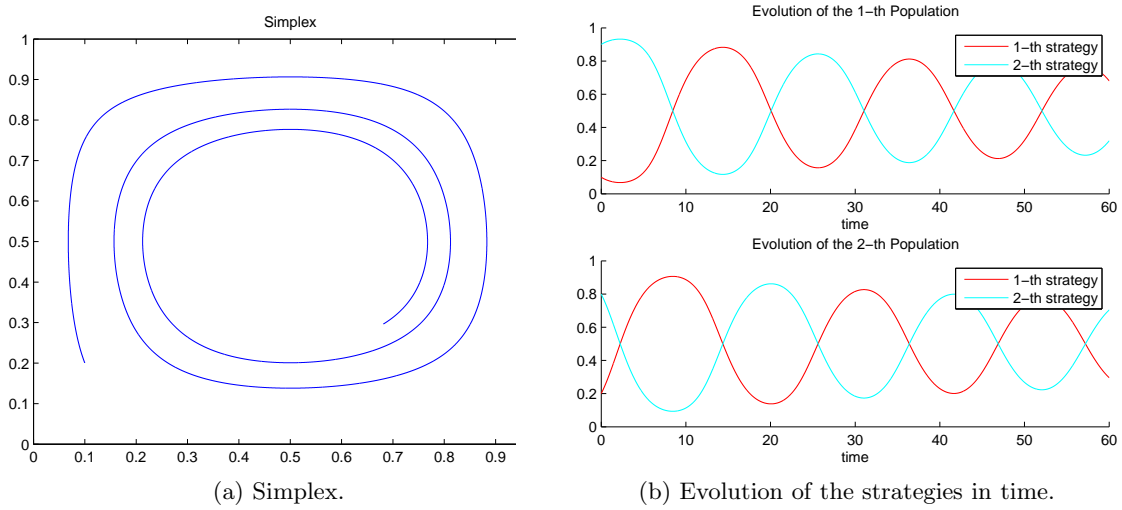 Simplex
1
0.9
0.8
0.7
0.6
0.5
0.4
0.3
0.2
0.1
0
0 0.1 0.2 0.3 0.4 0.5 0.6 0.7 0.8 0.9
(a) Simplex.
Evolution of the 1−th Population
1
0.8
0.6
0.4
0.2
0
0 10 20 30 40 50 60
time
1−th strategy
2−th strategy
Evolution of the 2−th Population
1
0.8
0.6
0.4
0.2
0
0 10 20 30 40 50 60
time
1−th strategy
2−th strategy
(b) Evolution of the strategies in time.